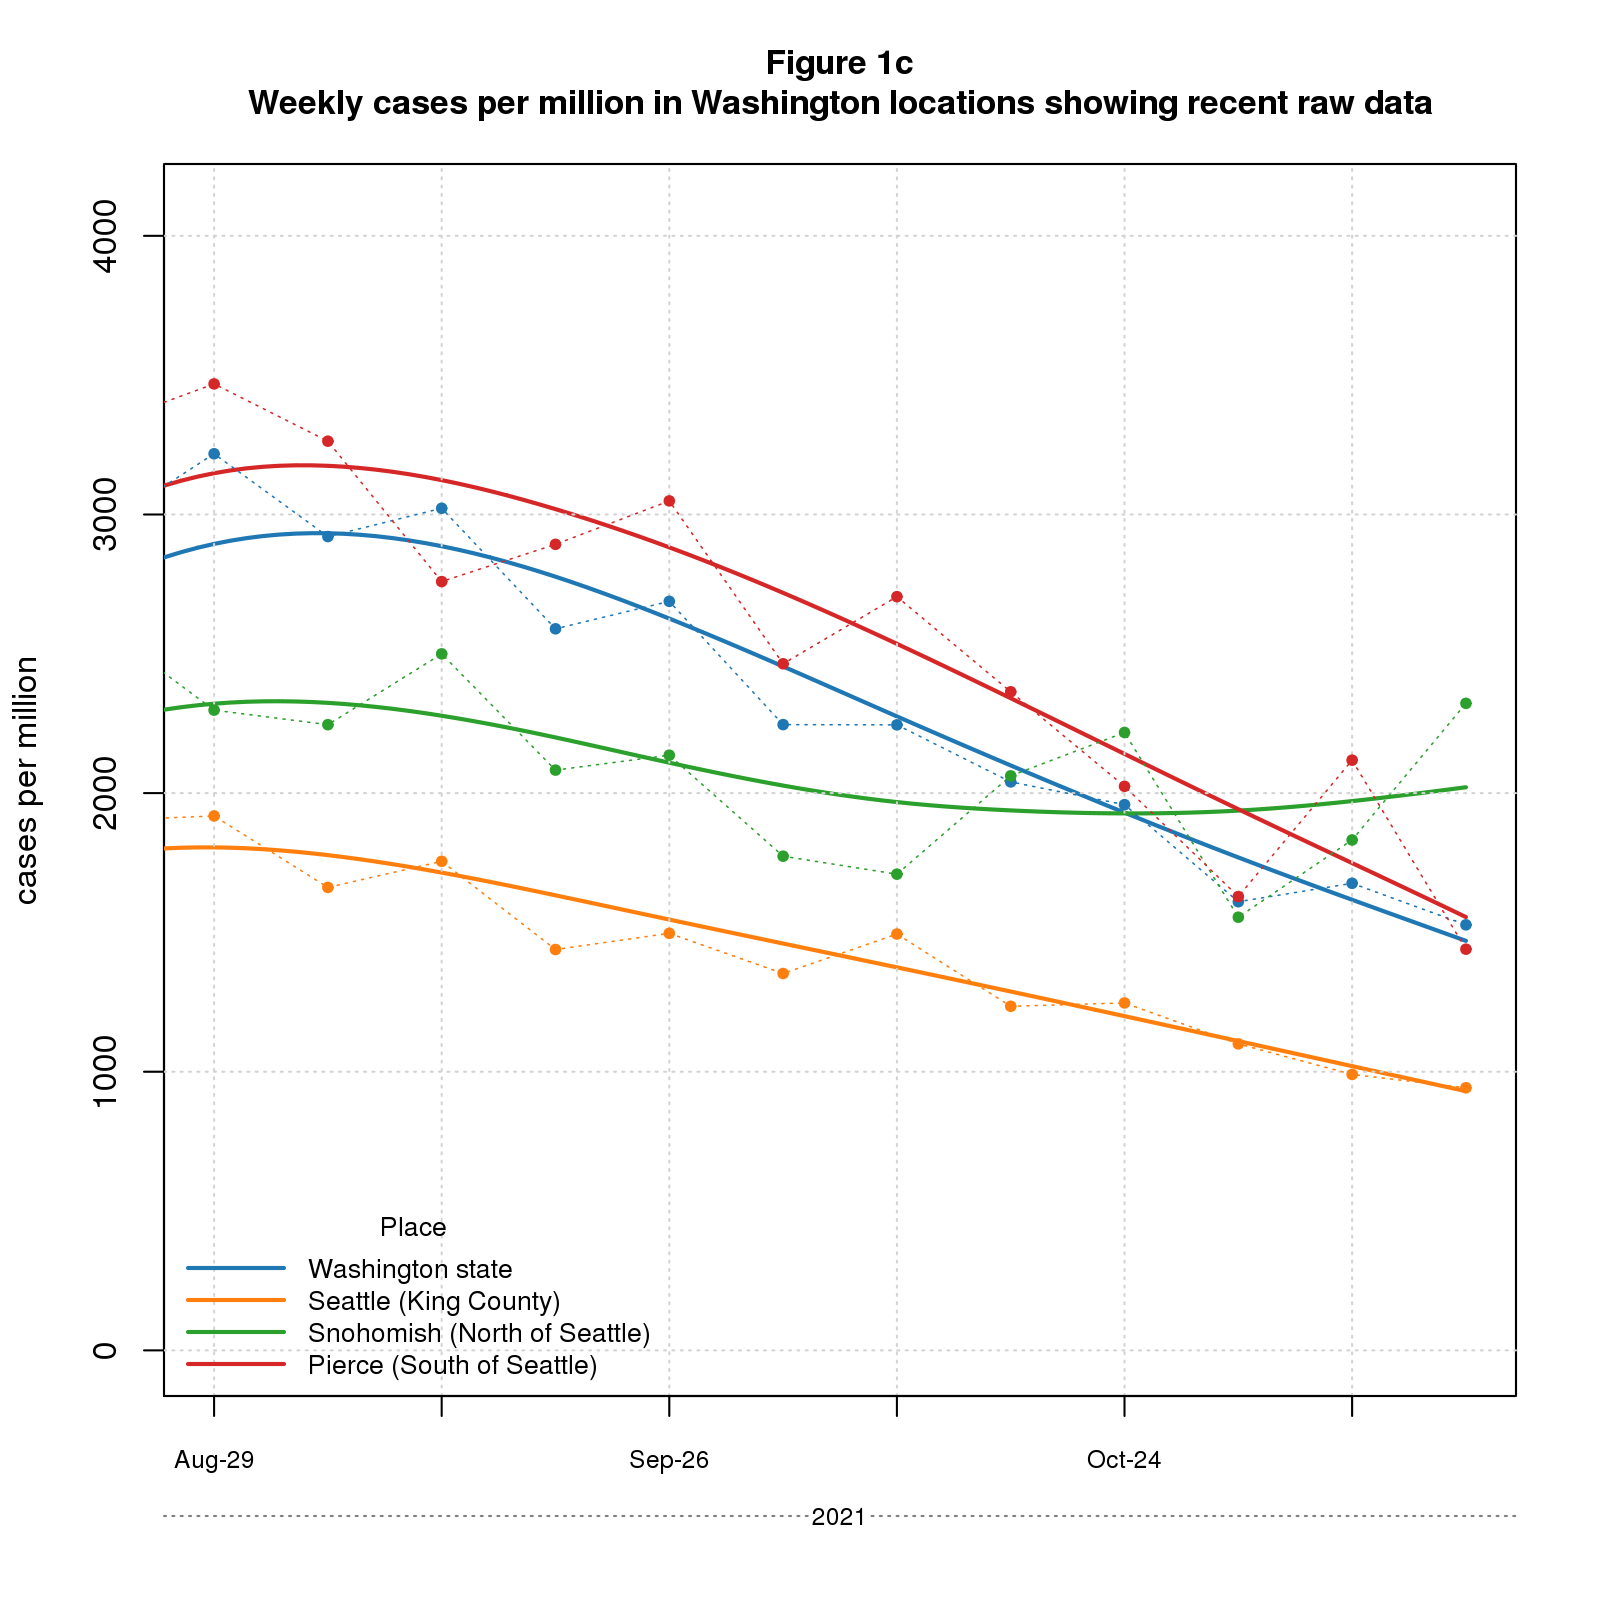 Figure 1c
Weekly cases per million in Washington locations showing recent raw data
cases per million
4000
3000
2000
1000
0
Place
Washington state
Seattle (King County)
Snohomish (North of Seattle)
Pierce (South of Seattle)
Aug-29
Sep-26
Oct-24
2021